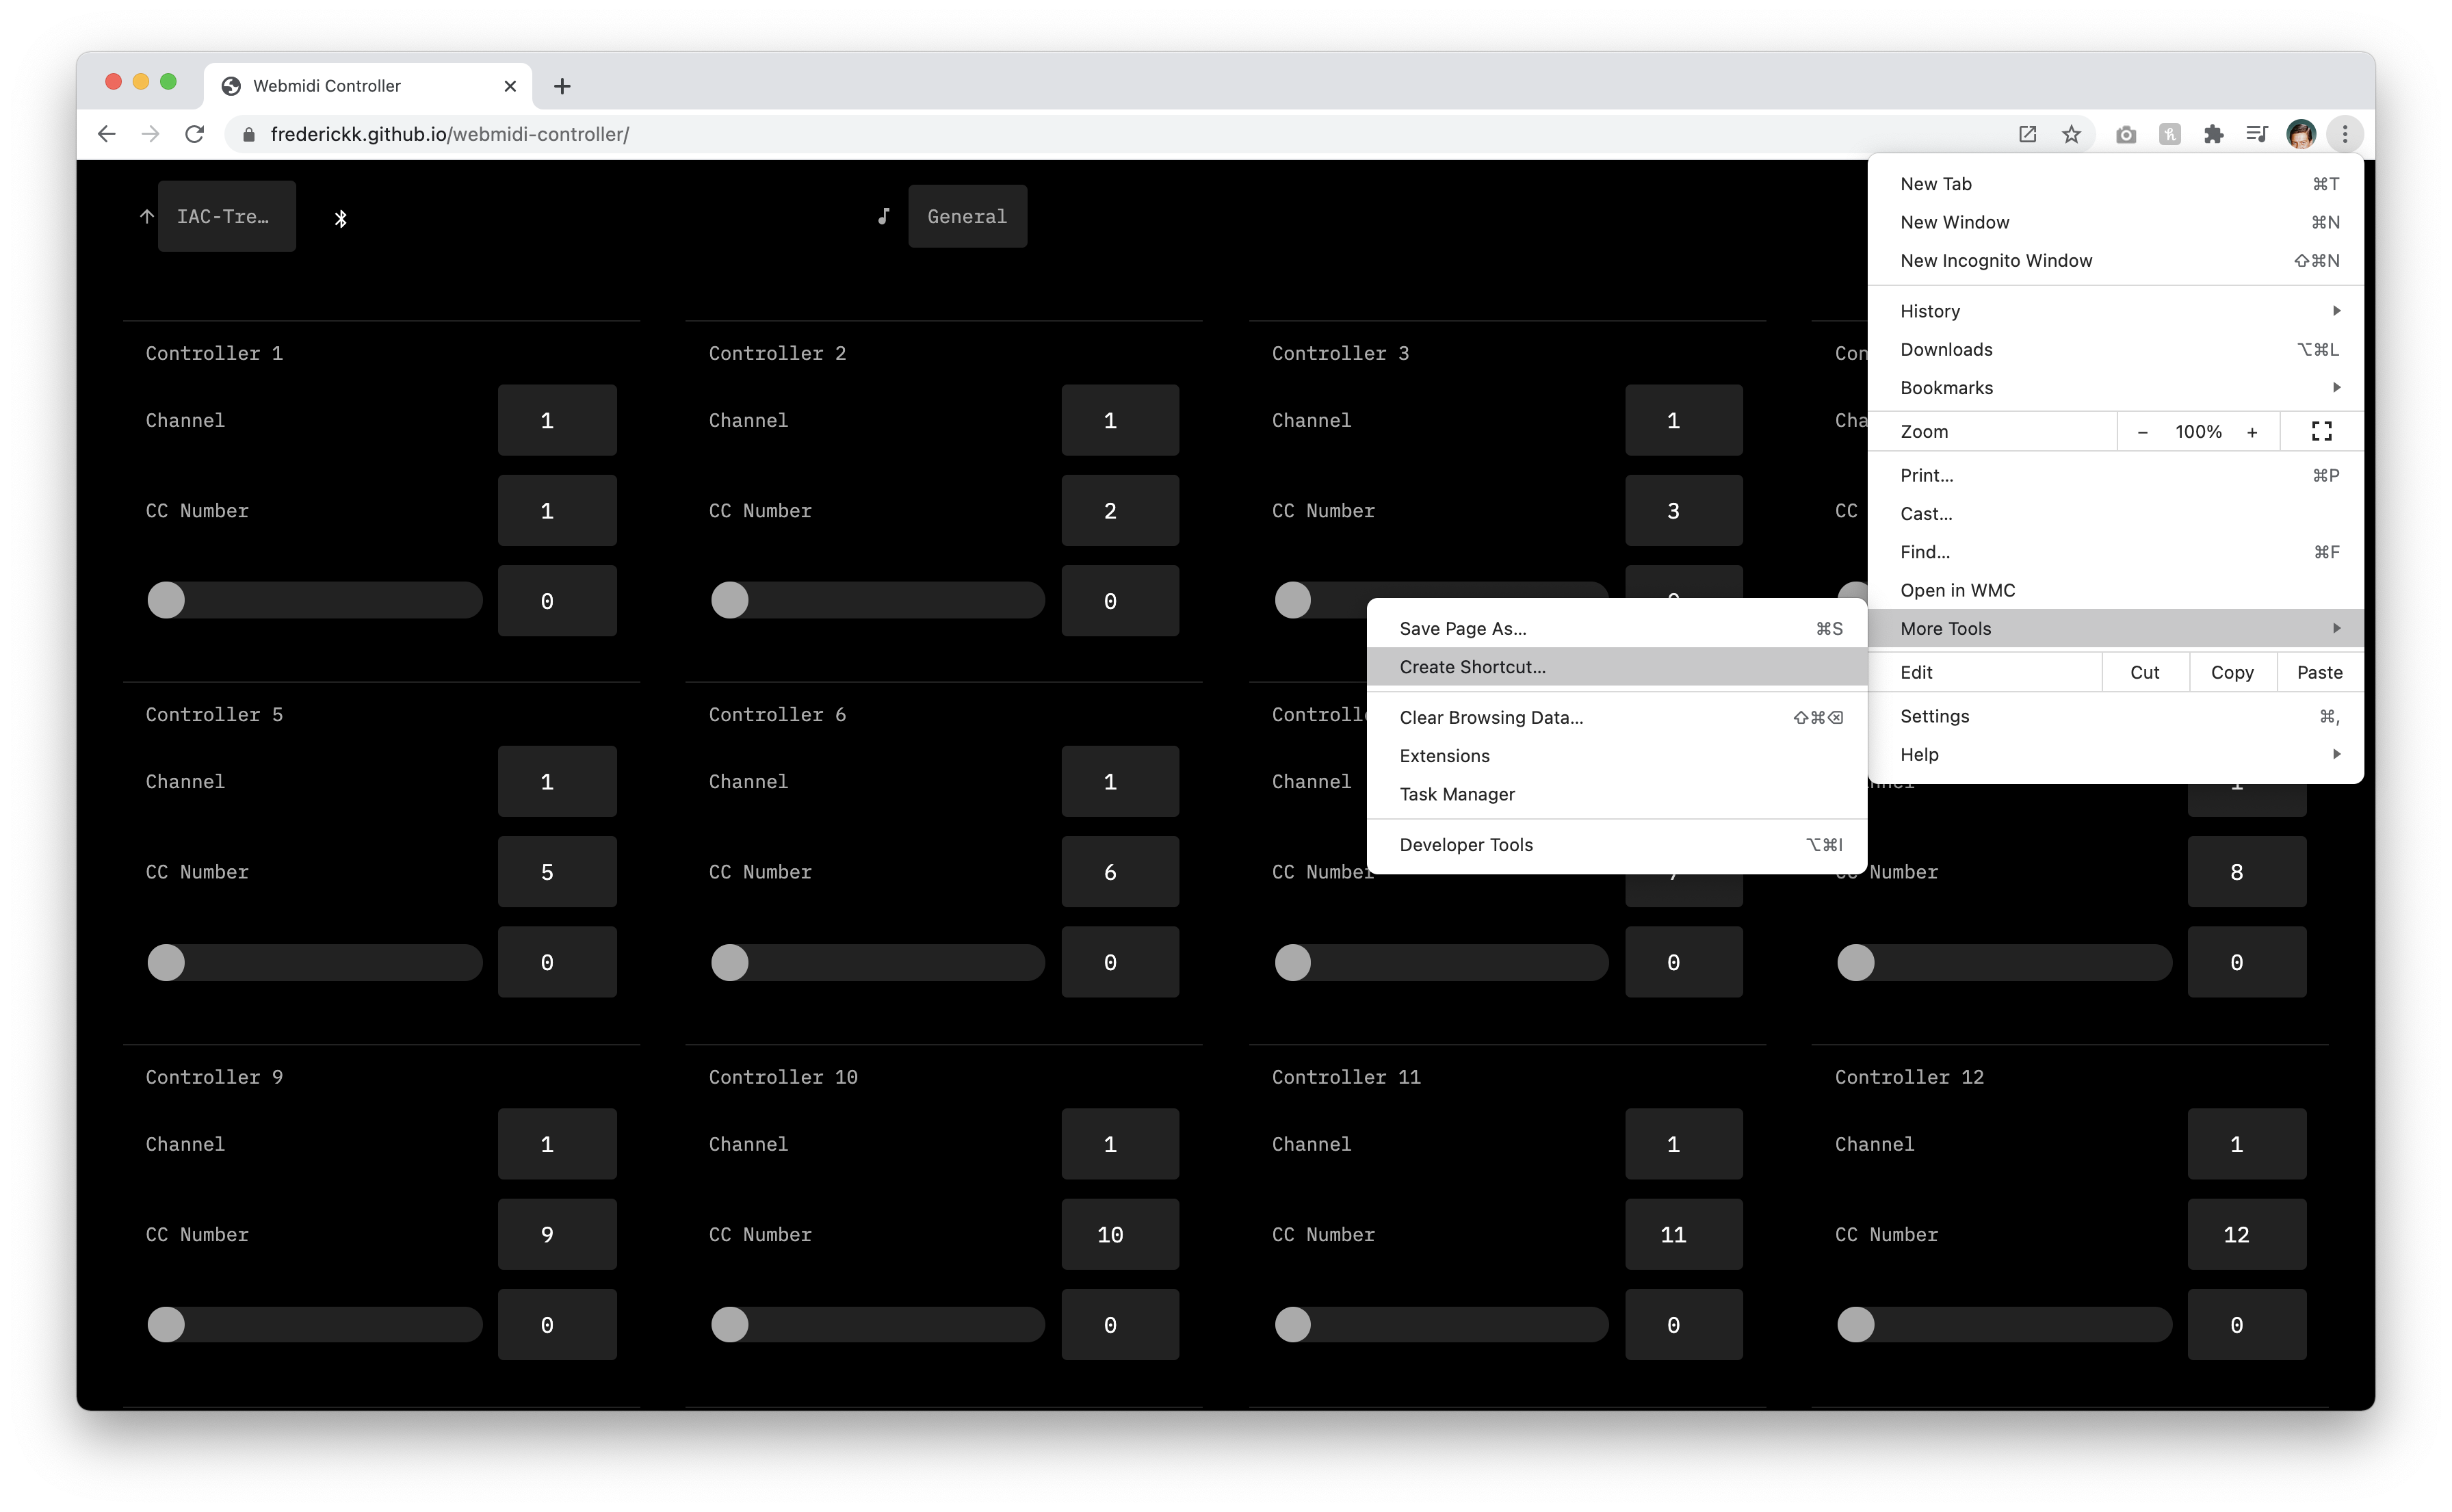 Webmidi Controller
frederickk.github.io/webmidi-controller/
IAC-Tre…
General
New Tab ⌘T
New Window ⌘N
New Incognito Window ⇧⌘N
History
Downloads ⌥⌘L
Bookmarks
Zoom − 100% +
Print... ⌘P
Cast...
Find... ⌘F
Open in WMC
More Tools
Edit Cut Copy Paste
Settings ⌘,
Help
Save Page As... ⌘S
Create Shortcut...
Clear Browsing Data... ⇧⌘⌫
Extensions
Task Manager
Developer Tools ⌥⌘I
Controller 1
Channel 1
CC Number 1
0
Controller 2
Channel 1
CC Number 2
0
Controller 3
Channel 1
CC Number 3
CC
Controller 5
Channel 1
CC Number 5
0
Controller 6
Channel 1
CC Number 6
0
Channel
CC Number
0
CC Number 8
0
Controller 9
Channel 1
CC Number 9
0
Controller 10
Channel 1
CC Number 10
0
Controller 11
Channel 1
CC Number 11
0
Controller 12
Channel 1
CC Number 12
0